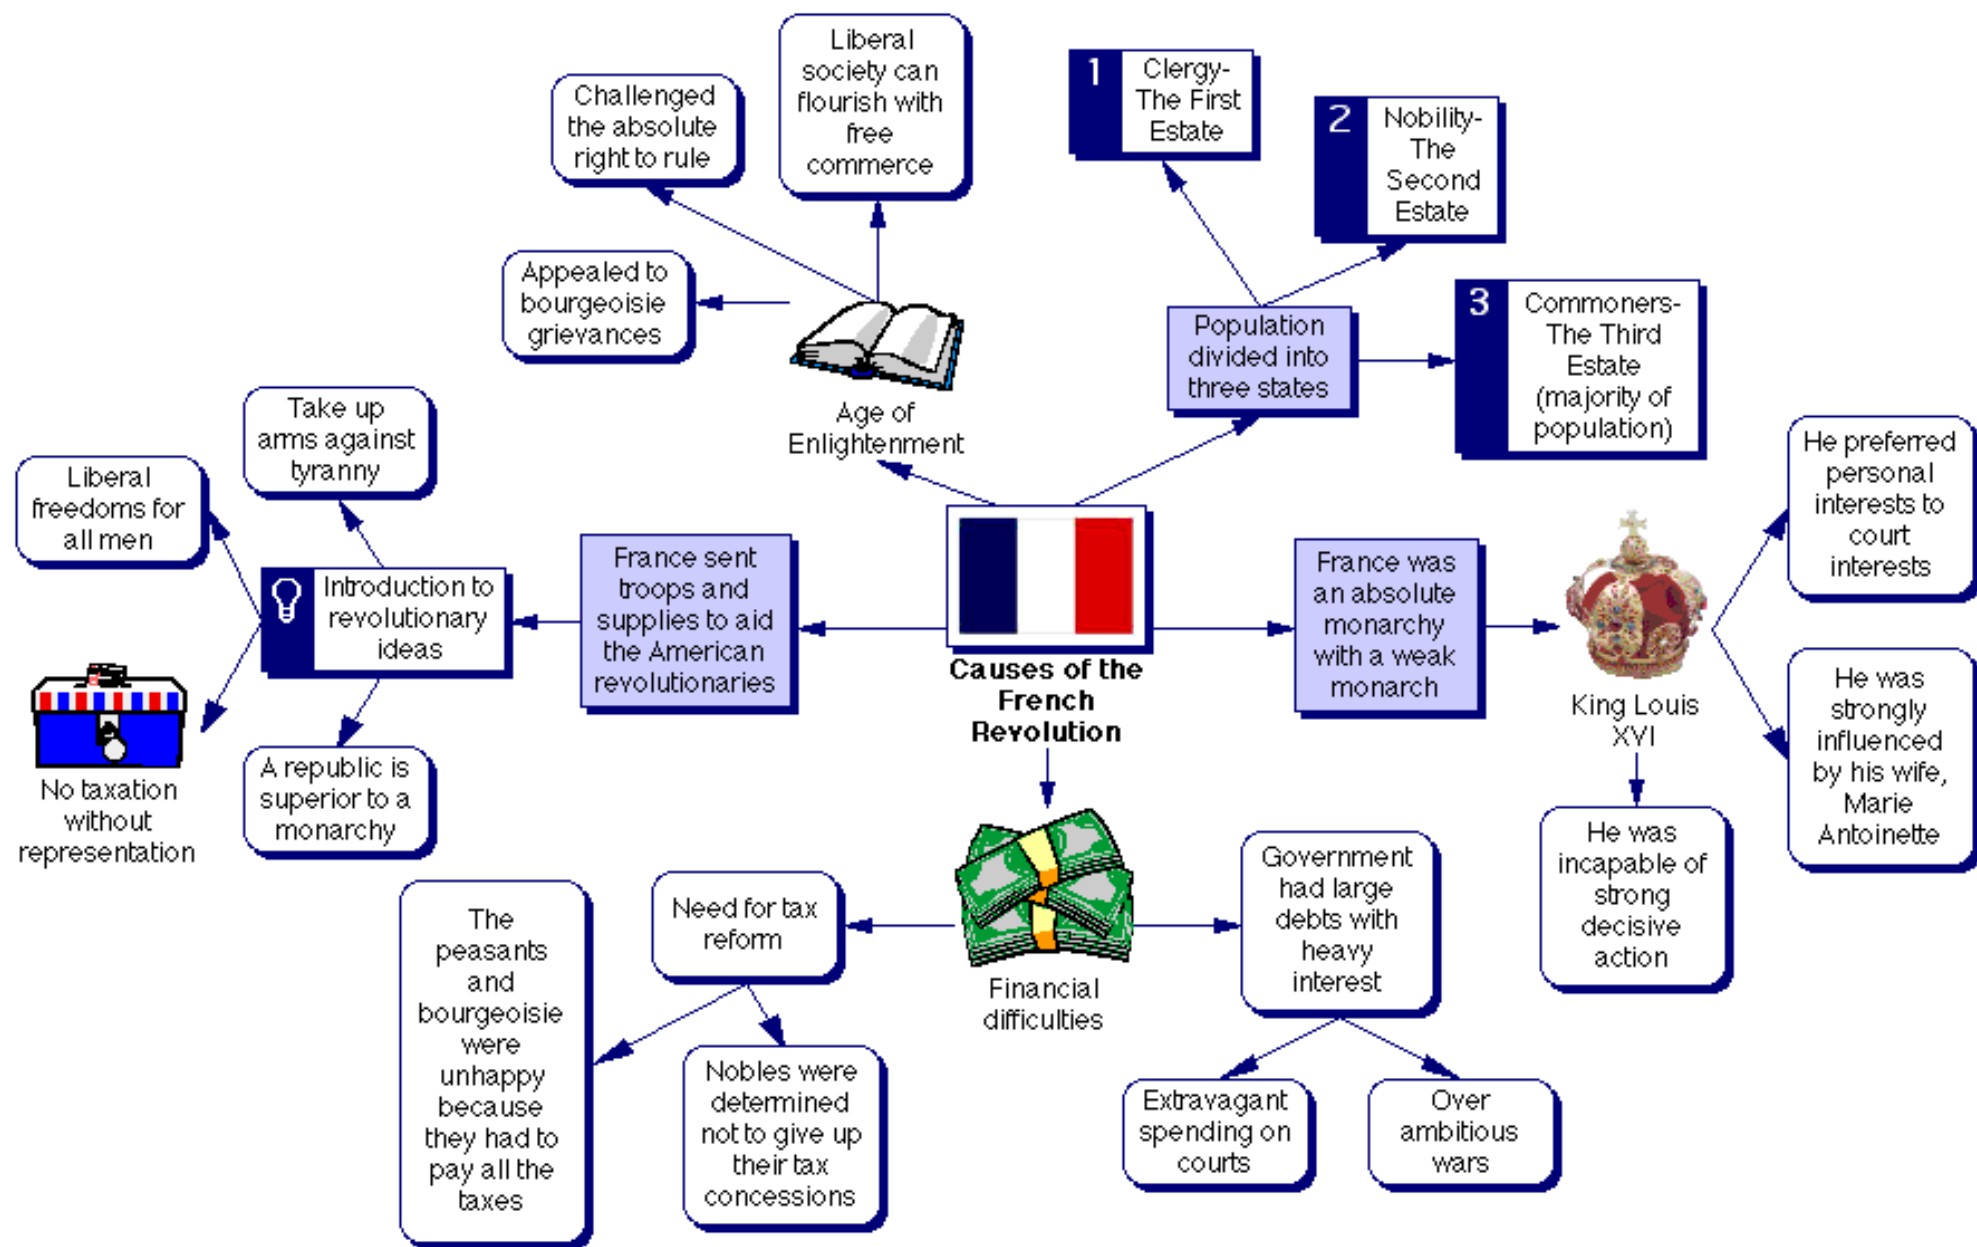 Liberal
society can
flourish with
free
commerce
Challenged
the absolute
right to rule
Appealed to
bourgeoisie
grievances
Age of
Enlightenment
1
Clergy-
The First
Estate
2
Nobility-
The
Second
Estate
3
Commoners-
The Third
Estate
(majority of
population)
Population
divided into
three states
Take up
arms against
tyranny
Liberal
freedoms for
all men
Introduction to
revolutionary
ideas
France sent
troops and
supplies to aid
the American
revolutionaries
No taxation
without
representation
A republic is
superior to a
monarchy
Causes of the
French
Revolution
France was
an absolute
monarchy
with a weak
monarch
King Louis
XVI
He preferred
personal
interests to
court
interests
He was
strongly
influenced
by his wife,
Marie
Antoinette
He was
incapable of
strong
decisive
action
Financial
difficulties
Need for tax
reform
The
peasants
and
bourgeoisie
were
unhappy
because
they had to
pay all the
taxes
Nobles were
determined
not to give up
their tax
concessions
Government
had large
debts with
heavy
interest
Extravagant
spending on
courts
Over
ambitious
wars